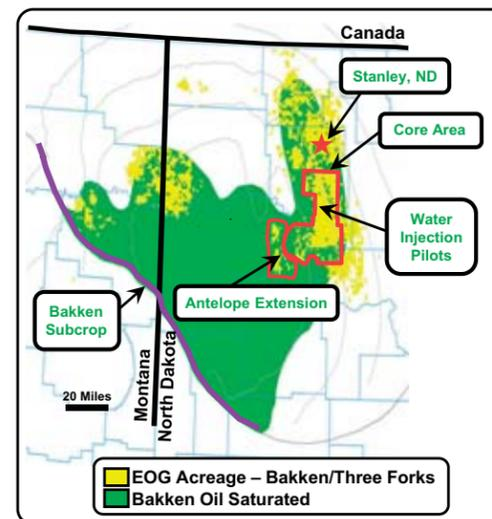 Canada
Stanley, ND
Core Area
Water
Injection
Pilots
Antelope Extension
Bakken
Subcrop
20 Miles
Montana
North Dakota
EOG Acreage – Bakken/Three Forks
Bakken Oil Saturated